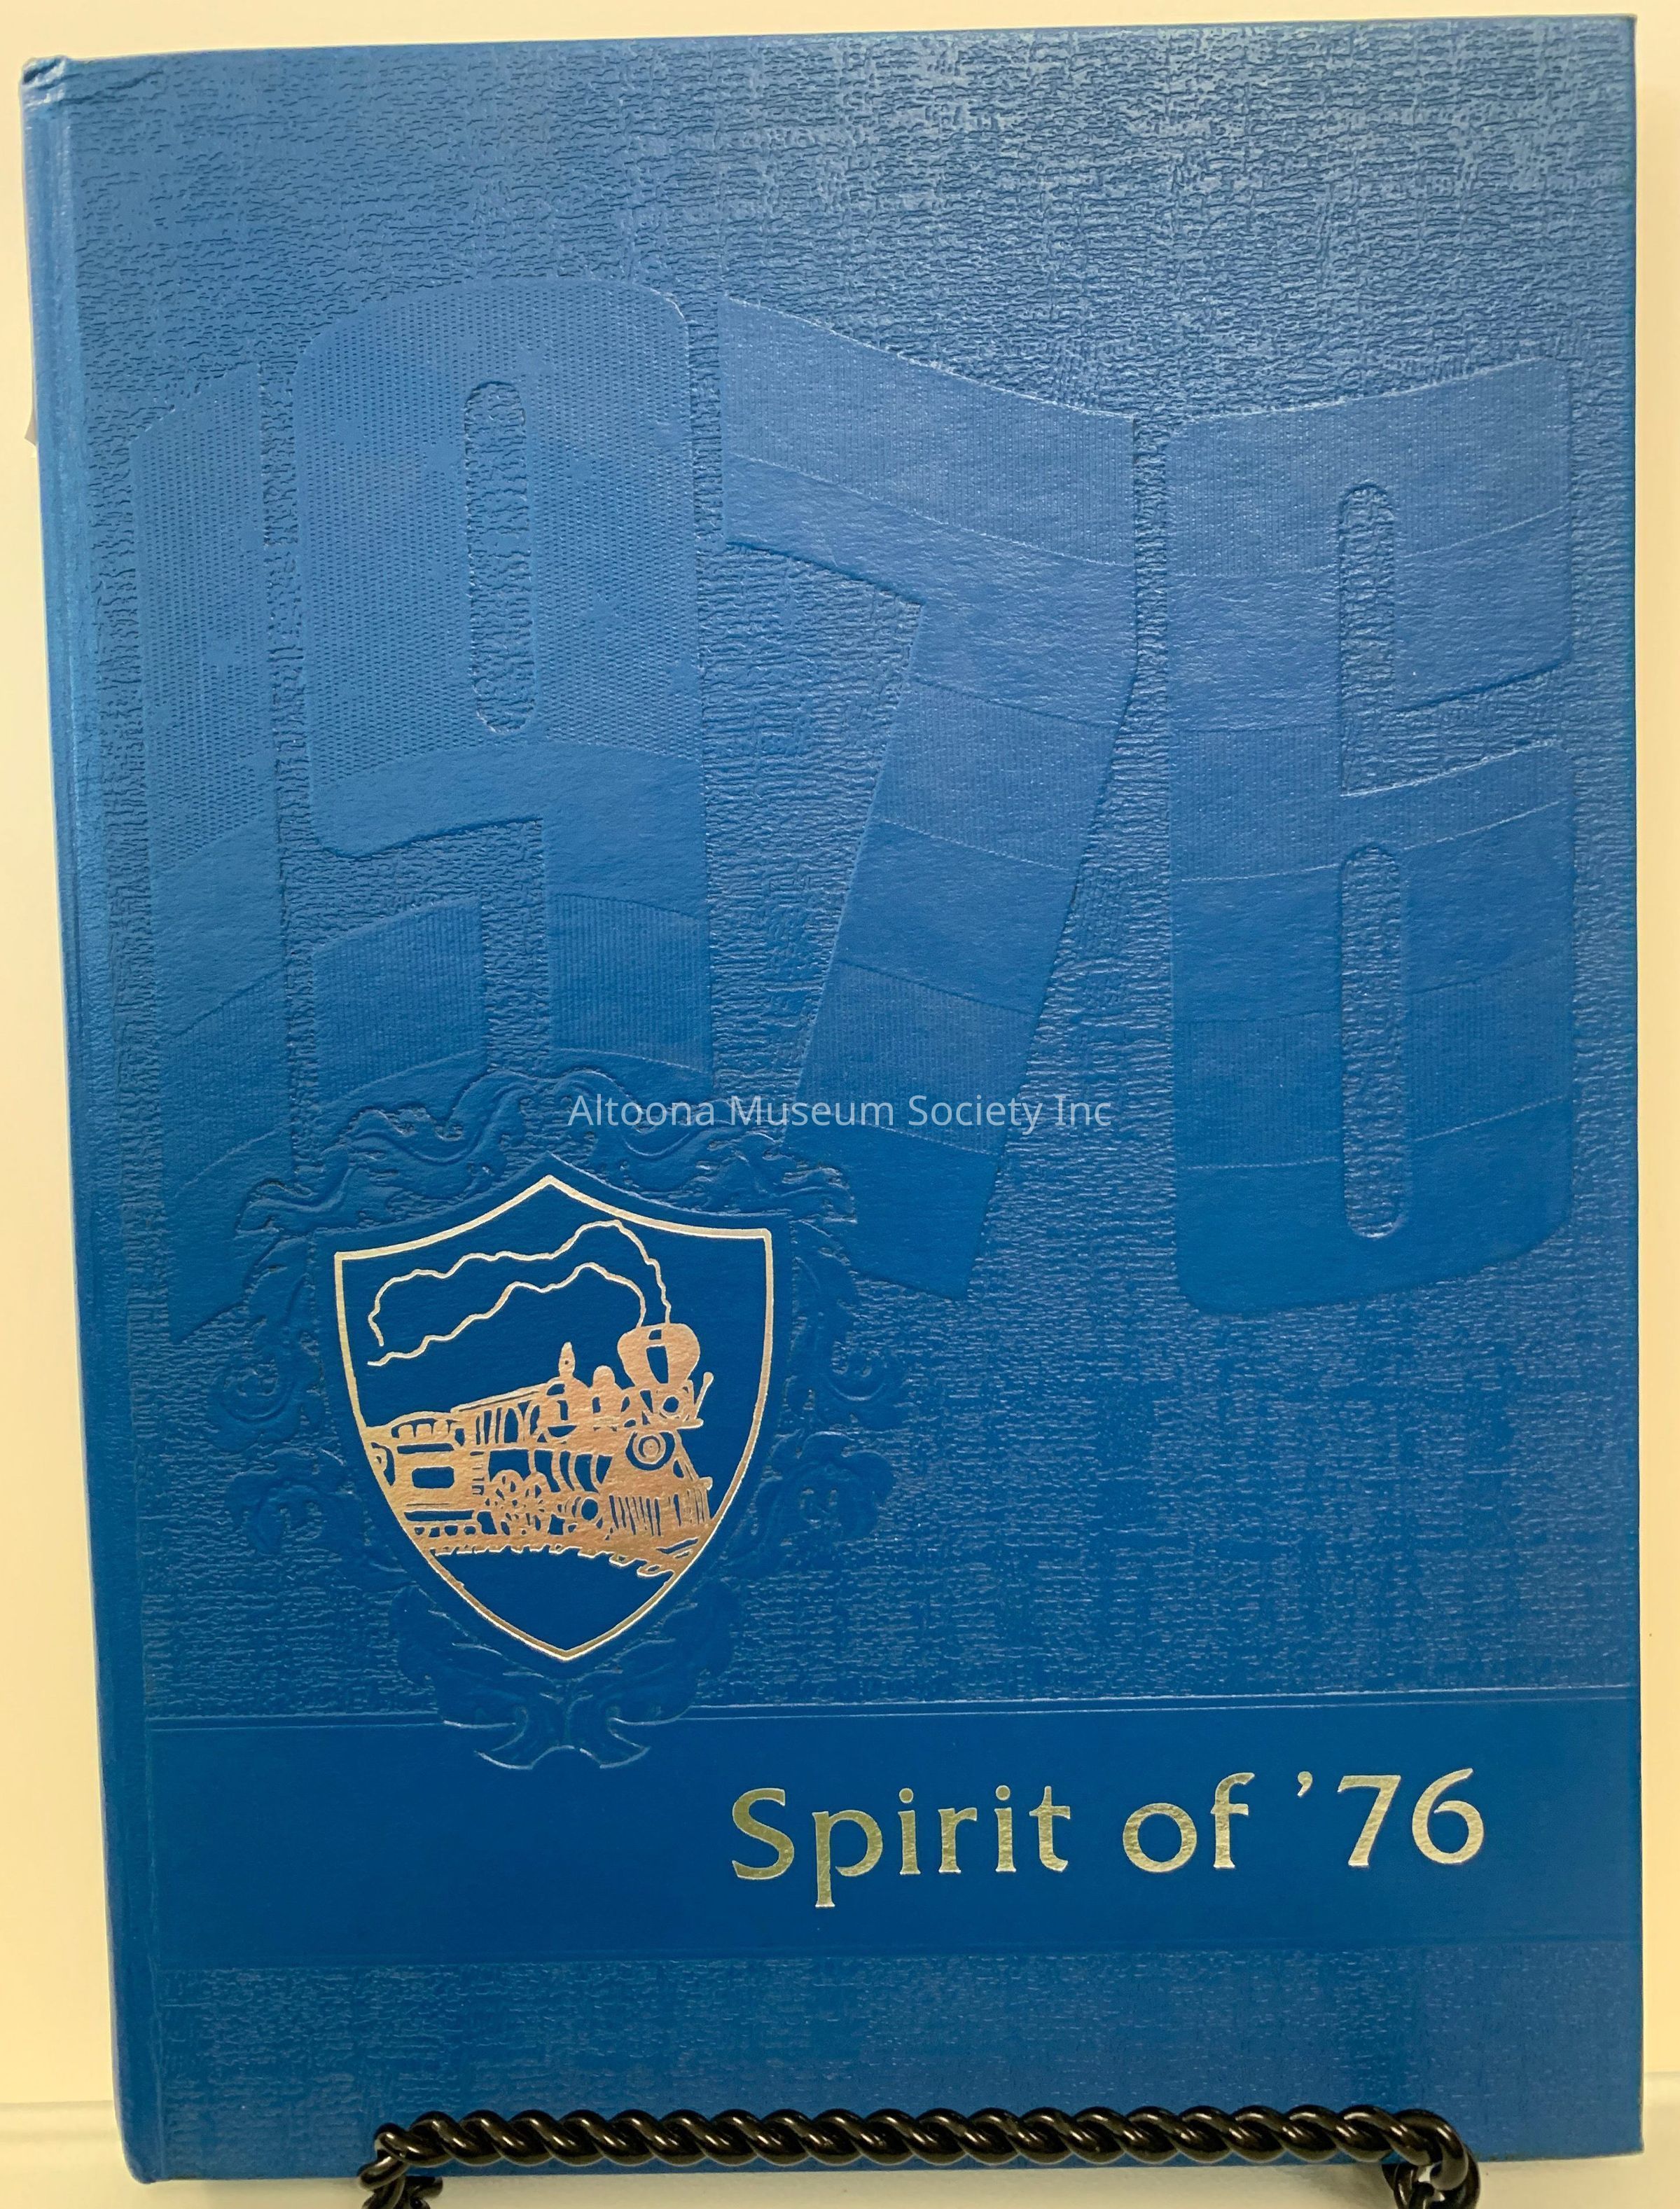 1976
Altoona Museum Society Inc
Spirit of '76